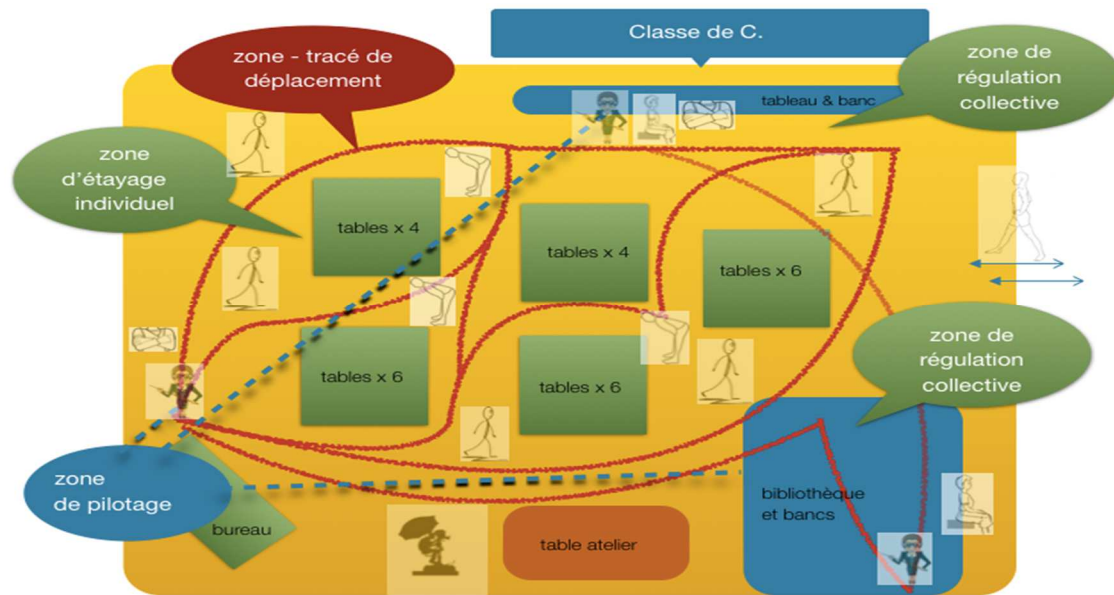 Classe de C.
zone - tracé de
déplacement
zone de
régulation
collective
tableau & banc
zone
d'étayage
individuel
tables x 4
tables x 4
tables x 6
tables x 6
tables x 6
zone de
régulation
collective
zone
de pilotage
bureau
bibliothèque
et bancs
table atelier